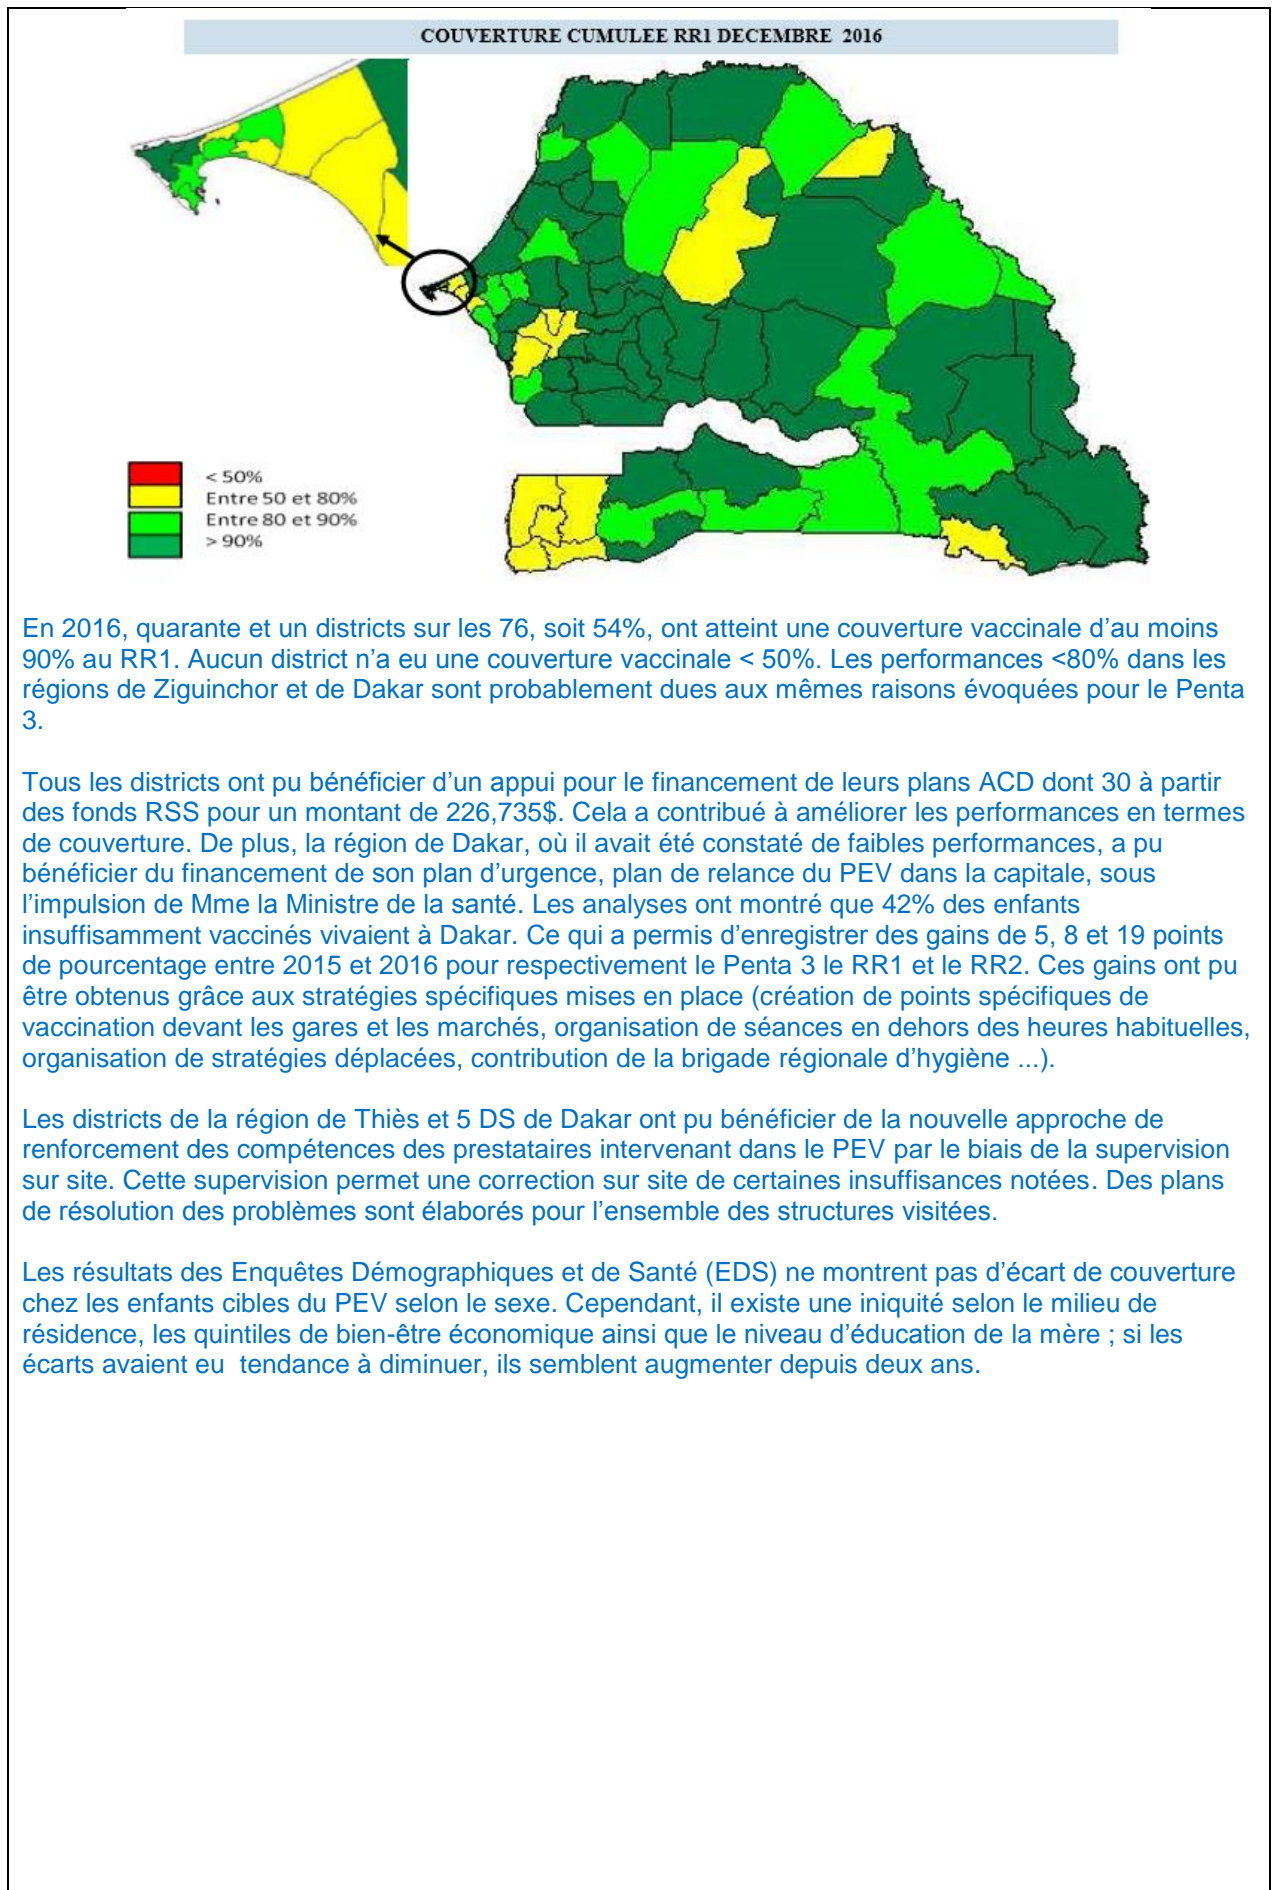 COUVERTURE CUMULEE RR1 DECEMBRE 2016
< 50%
Entre 50 et 80%
Entre 80 et 90%
> 90%
En 2016, quarante et un districts sur les 76, soit 54%, ont atteint une couverture vaccinale d’au moins
90% au RR1. Aucun district n’a eu une couverture vaccinale < 50%. Les performances <80% dans les
régions de Ziguinchor et de Dakar sont probablement dues aux mêmes raisons évoquées pour le Penta
3.
Tous les districts ont pu bénéficier d’un appui pour le financement de leurs plans ACD dont 30 à partir
des fonds RSS pour un montant de 226,735$. Cela a contribué à améliorer les performances en termes
de couverture. De plus, la région de Dakar, où il avait été constaté de faibles performances, a pu
bénéficier du financement de son plan d’urgence, plan de relance du PEV dans la capitale, sous
l’impulsion de Mme la Ministre de la santé. Les analyses ont montré que 42% des enfants
insuffisamment vaccinés vivaient à Dakar. Ce qui a permis d’enregistrer des gains de 5, 8 et 19 points
de pourcentage entre 2015 et 2016 pour respectivement le Penta 3 le RR1 et le RR2. Ces gains ont pu
être obtenus grâce aux stratégies spécifiques mises en place (création de points spécifiques de
vaccination devant les gares et les marchés, organisation de séances en dehors des heures habituelles,
organisation de stratégies déplacées, contribution de la brigade régionale d’hygiène ...).
Les districts de la région de Thiès et 5 DS de Dakar ont pu bénéficier de la nouvelle approche de
renforcement des compétences des prestataires intervenant dans le PEV par le biais de la supervision
sur site. Cette supervision permet une correction sur site de certaines insuffisances notées. Des plans
de résolution des problèmes sont élaborés pour l’ensemble des structures visitées.
Les résultats des Enquêtes Démographiques et de Santé (EDS) ne montrent pas d’écart de couverture
chez les enfants cibles du PEV selon le sexe. Cependant, il existe une iniquité selon le milieu de
résidence, les quintiles de bien-être économique ainsi que le niveau d’éducation de la mère ; si les
écarts avaient eu  tendance à diminuer, ils semblent augmenter depuis deux ans.